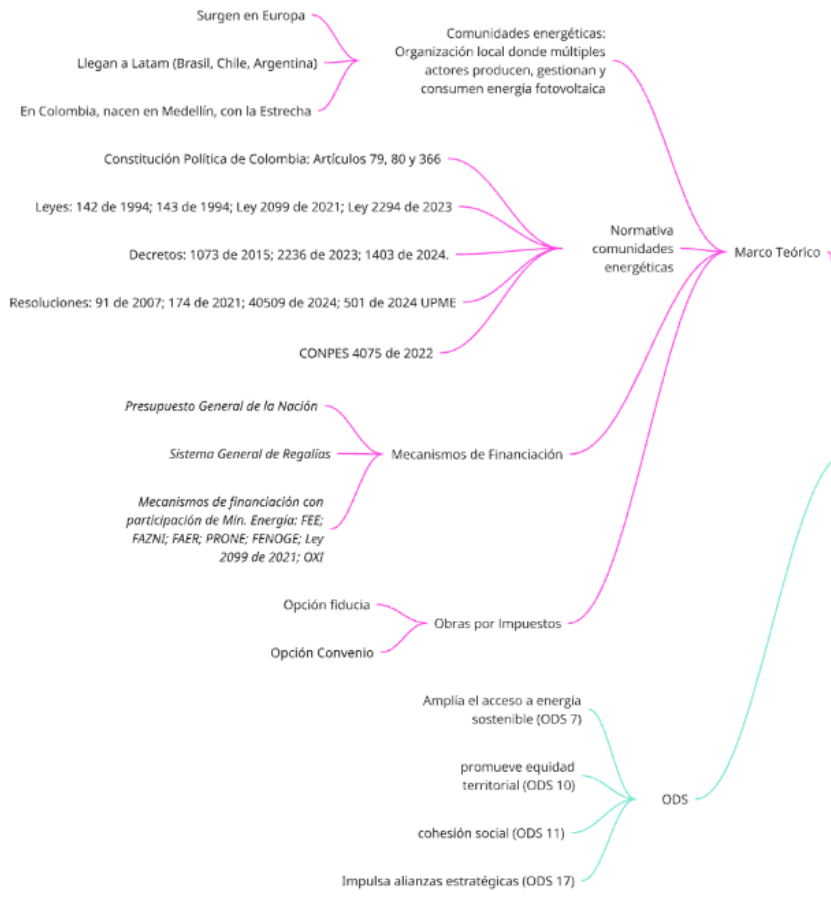 Surgen en Europa
Llegan a Latam (Brasil, Chile, Argentina)
En Colombia, nacen en Medellín, con la Estrecha
Comunidades energéticas:
Organización local donde múltiples
actores producen, gestionan y
consumen energía fotovoltaica
Constitución Política de Colombia: Artículos 79, 80 y 366
Leyes: 142 de 1994; 143 de 1994; Ley 2099 de 2021; Ley 2294 de 2023
Decretos: 1073 de 2015; 2236 de 2023; 1403 de 2024.
Resoluciones: 91 de 2007; 174 de 2021; 40509 de 2024; 501 de 2024 UPME
CONPES 4075 de 2022
Normativa
comunidades
energéticas
Marco Teórico
Presupuesto General de la Nación
Sistema General de Regalías
Mecanismos de financiación con
participación de Min. Energía: FEE;
FAZNI; FAER; PRONE; FENOGE; Ley
2099 de 2021; OXI
Mecanismos de Financiación
Opción fiducia
Opción Convenio
Obras por Impuestos
Amplía el acceso a energía
sostenible (ODS 7)
promueve equidad
territorial (ODS 10)
cohesión social (ODS 11)
Impulsa alianzas estratégicas (ODS 17)
ODS